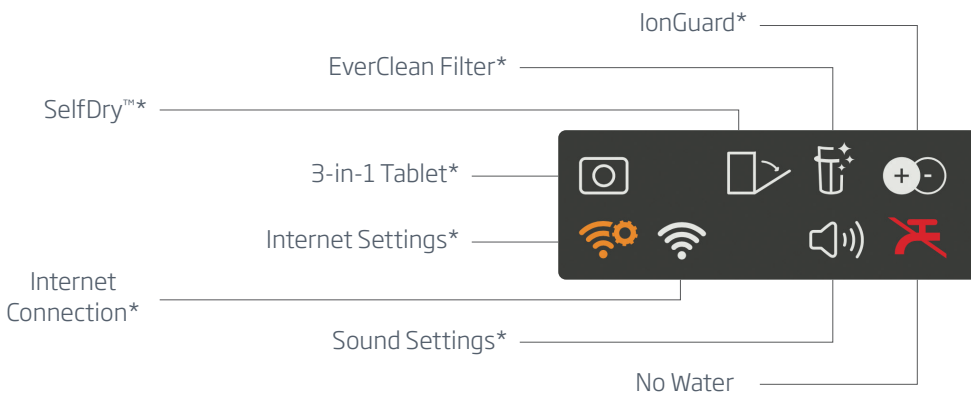 IonGuard*
EverClean Filter*
SelfDry™*
3-in-1 Tablet*
Internet Settings*
Internet
Connection*
Sound Settings*
No Water